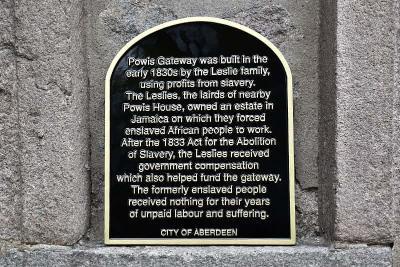 Powis Gateway was built in the
early 1830s by the Leslie family,
using profits from slavery.
The Leslies, the lairds of nearby
Powis House, owned an estate in
Jamaica on which they forced
enslaved African people to work.
After the 1833 Act for the Abolition
of Slavery, the Leslies received
government compensation
which also helped fund the gateway.
The formerly enslaved people
received nothing for their years
of unpaid labour and suffering.
CITY OF ABERDEEN